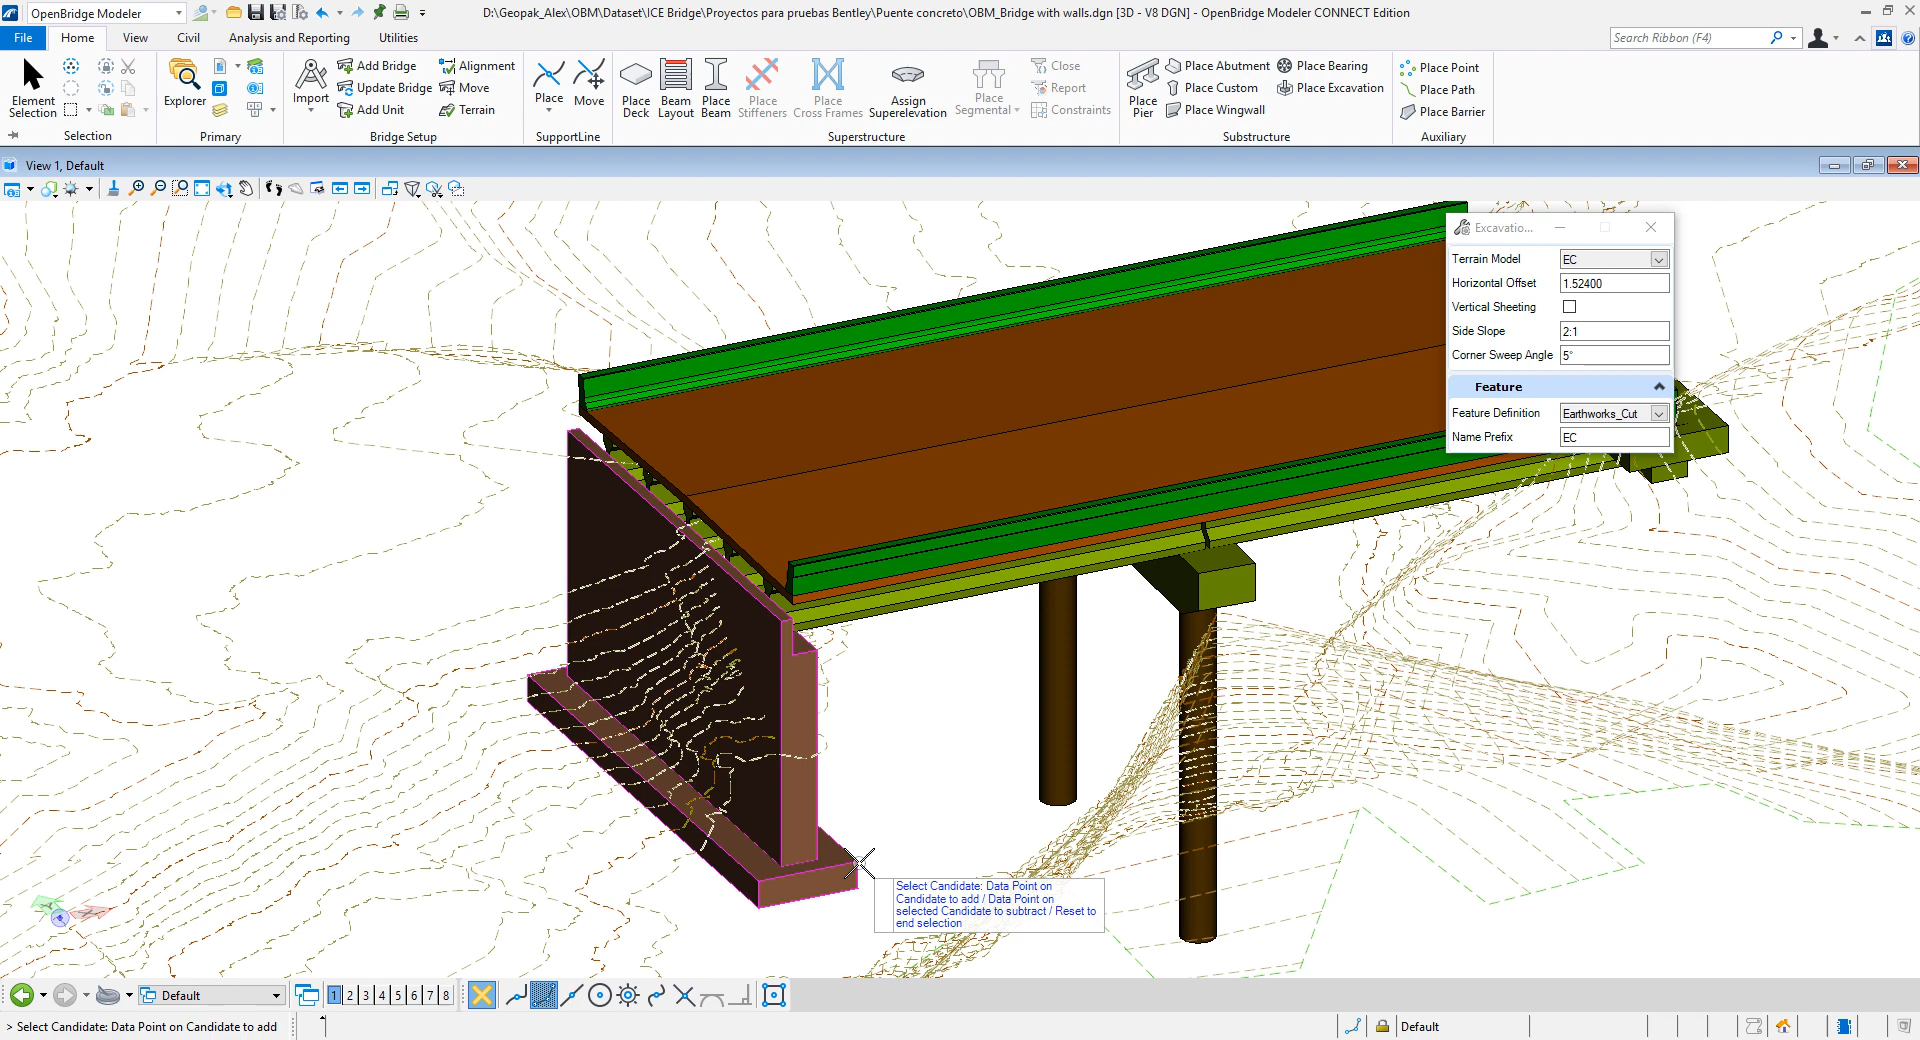 OpenBridge Modeler
D:\Geopak_Alex\OBM\Dataset\ICE Bridge\Proyectos para pruebas Bentley\Puente concreto\OBM_Bridge with walls.dgn [3D - V8 DGN] - OpenBridge Modeler CONNECT Edition
File Home View Civil Analysis and Reporting Utilities
Search Ribbon (F4)
Element Selection
Selection
Explorer
Primary
Import
Add Bridge
Update Bridge
Add Unit
Alignment
Move
Terrain
Bridge Setup
Place
Move
SupportLine
Place Deck
Beam Layout
Place Beam
Place Stiffeners
Place Cross Frames
Assign Superelevation
Place Segmental
Close
Report
Constraints
Superstructure
Place Pier
Place Abutment
Place Custom
Place Wingwall
Place Bearing
Place Excavation
Substructure
Place Point
Place Path
Place Barrier
Auxiliary
View 1, Default
Excavatio...
Terrain Model EC
Horizontal Offset 1.52400
Vertical Sheeting
Side Slope 2:1
Corner Sweep Angle 5°
Feature
Feature Definition Earthworks_Cut
Name Prefix EC
Select Candidate: Data Point on
Candidate to add / Data Point on
selected Candidate to subtract / Reset to
end selection
Default
1 2 3 4 5 6 7 8
> Select Candidate: Data Point on Candidate to add
Default